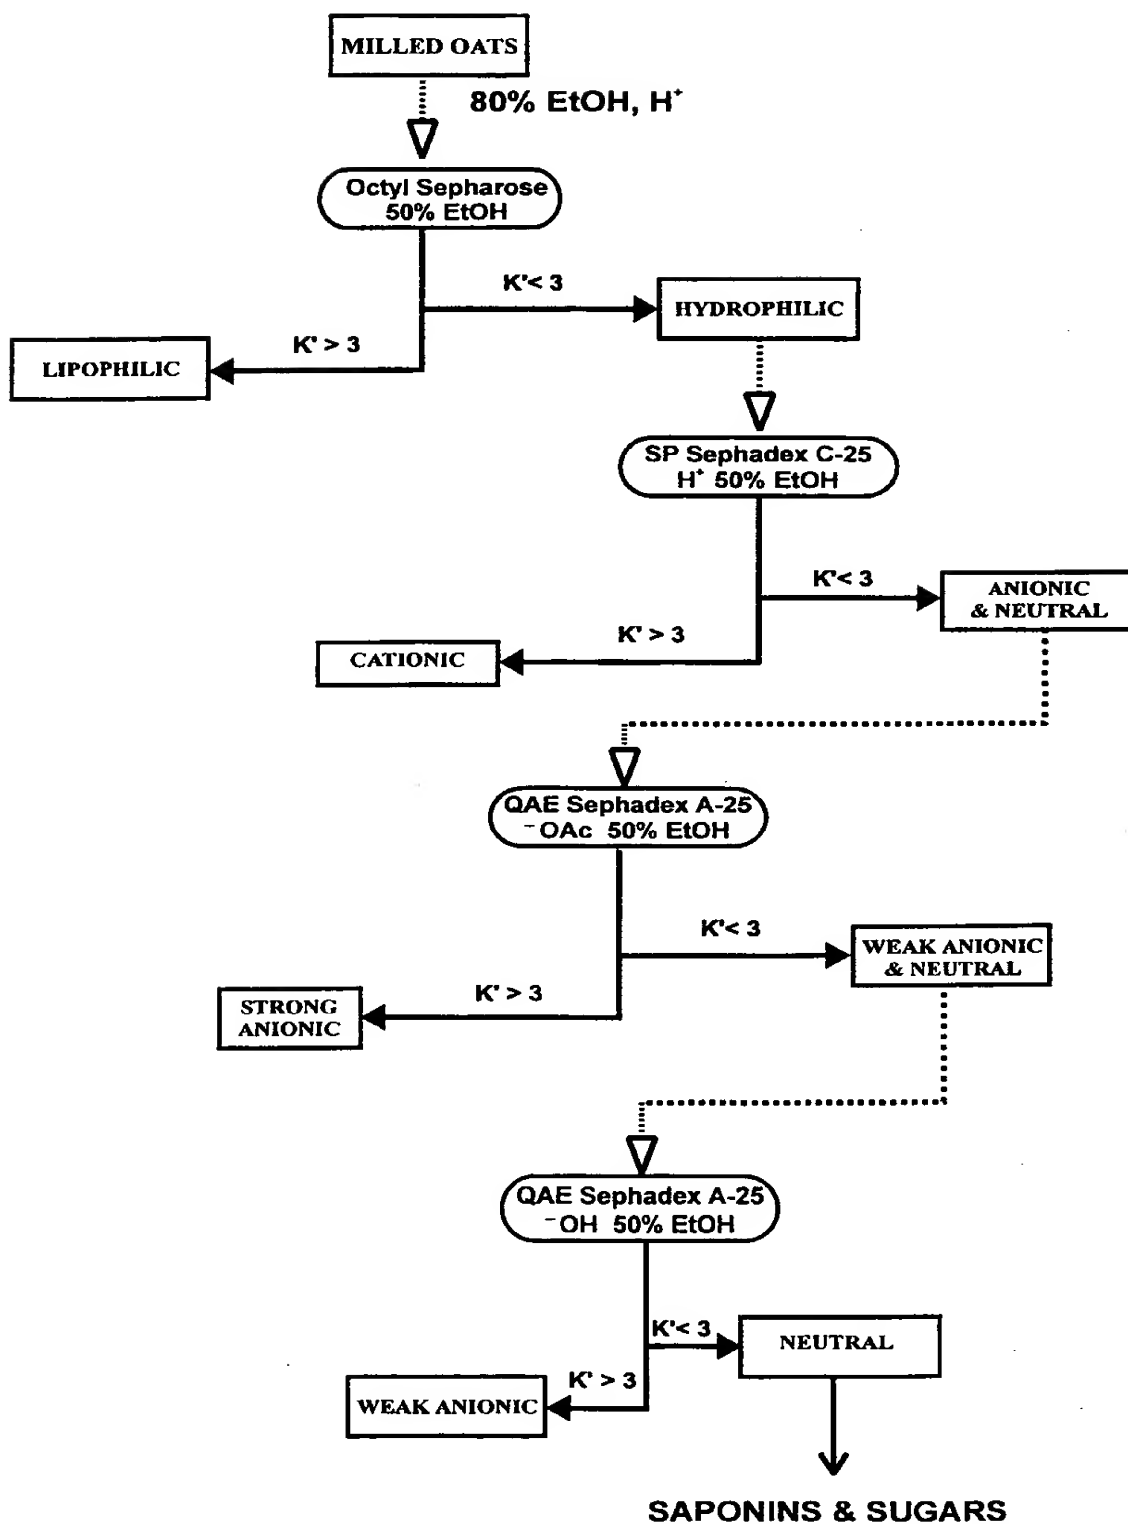 MILLED OATS
80% EtOH, H⁺
Octyl Sepharose
50% EtOH
K'< 3
HYDROPHILIC
K' > 3
LIPOPHILIC
SP Sephadex C-25
H⁺ 50% EtOH
K'< 3
ANIONIC
& NEUTRAL
K' > 3
CATIONIC
QAE Sephadex A-25
⁻OAc 50% EtOH
K'< 3
WEAK ANIONIC
& NEUTRAL
K' > 3
STRONG
ANIONIC
QAE Sephadex A-25
⁻OH 50% EtOH
K'< 3
NEUTRAL
K' > 3
WEAK ANIONIC
SAPONINS & SUGARS